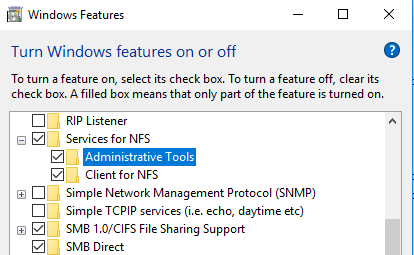 Windows Features
Turn Windows features on or off
To turn a feature on, select its check box. To turn a feature off, clear its
check box. A filled box means that only part of the feature is turned on.
RIP Listener
Services for NFS
Administrative Tools
Client for NFS
Simple Network Management Protocol (SNMP)
Simple TCPIP services (i.e. echo, daytime etc)
SMB 1.0/CIFS File Sharing Support
SMB Direct